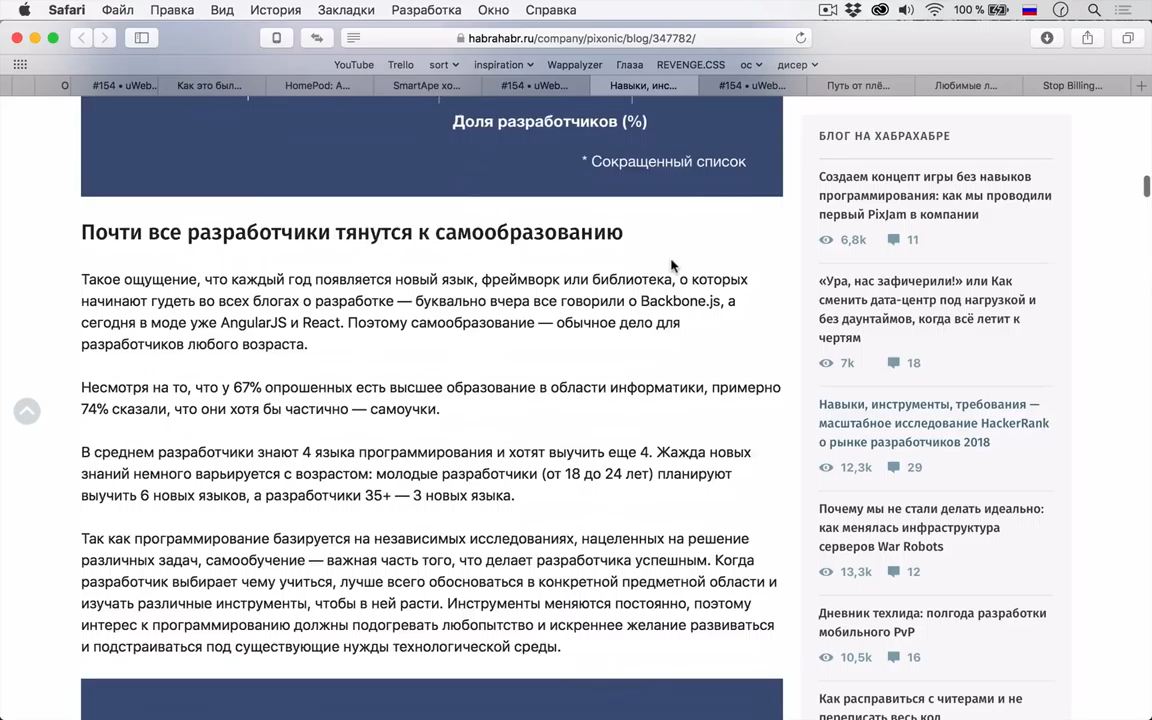 Safari Файл Правка Вид История Закладки Разработка Окно Справка 100 %
habrahabr.ru/company/pixonic/blog/347782/
YouTube Trello sort inspiration Wappalyzer Глаза REVENGE.CSS ос дисер
О #154 • uWeb... Как это был... HomePod: A... SmartApe хо... #154 • uWeb... Навыки, инс... #154 • uWeb... Путь от плё... Любимые л... Stop Billing...
Доля разработчиков (%)
* Сокращенный список
Почти все разработчики тянутся к самообразованию
Такое ощущение, что каждый год появляется новый язык, фреймворк или библиотека, о которых
начинают гудеть во всех блогах о разработке — буквально вчера все говорили о Backbone.js, а
сегодня в моде уже AngularJS и React. Поэтому самообразование — обычное дело для
разработчиков любого возраста.
Несмотря на то, что у 67% опрошенных есть высшее образование в области информатики, примерно
74% сказали, что они хотя бы частично — самоучки.
В среднем разработчики знают 4 языка программирования и хотят выучить еще 4. Жажда новых
знаний немного варьируется с возрастом: молодые разработчики (от 18 до 24 лет) планируют
выучить 6 новых языков, а разработчики 35+ — 3 новых языка.
Так как программирование базируется на независимых исследованиях, нацеленных на решение
различных задач, самообучение — важная часть того, что делает разработчика успешным. Когда
разработчик выбирает чему учиться, лучше всего обосноваться в конкретной предметной области и
изучать различные инструменты, чтобы в ней расти. Инструменты меняются постоянно, поэтому
интерес к программированию должны подогревать любопытство и искреннее желание развиваться
и подстраиваться под существующие нужды технологической среды.
БЛОГ НА ХАБРАХАБРЕ
Создаем концепт игры без навыков
программирования: как мы проводили
первый PixJam в компании
6,8k 11
«Ура, нас зафичерили!» или Как
сменить дата-центр под нагрузкой и
без даунтаймов, когда всё летит к
чертям
7k 18
Навыки, инструменты, требования —
масштабное исследование HackerRank
о рынке разработчиков 2018
12,3k 29
Почему мы не стали делать идеально:
как менялась инфраструктура
серверов War Robots
13,3k 12
Дневник техлида: полгода разработки
мобильного PvP
10,5k 16
Как расправиться с читерами и не
переписать весь код